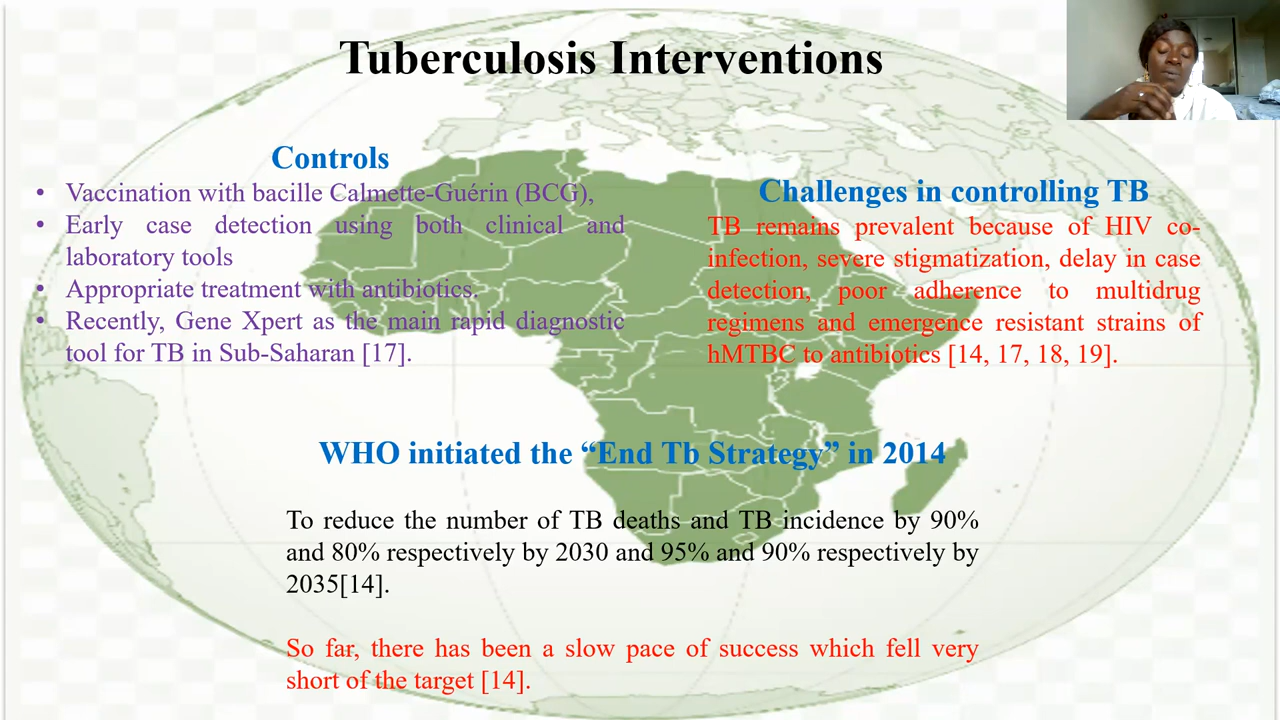 Tuberculosis Interventions
Controls
• Vaccination with bacille Calmette-Guérin (BCG),
• Early case detection using both clinical and
laboratory tools
• Appropriate treatment with antibiotics.
• Recently, Gene Xpert as the main rapid diagnostic
tool for TB in Sub-Saharan [17].
Challenges in controlling TB
TB remains prevalent because of HIV co-
infection, severe stigmatization, delay in case
detection, poor adherence to multidrug
regimens and emergence resistant strains of
hMTBC to antibiotics [14, 17, 18, 19].
WHO initiated the “End Tb Strategy” in 2014
To reduce the number of TB deaths and TB incidence by 90%
and 80% respectively by 2030 and 95% and 90% respectively by
2035[14].
So far, there has been a slow pace of success which fell very
short of the target [14].